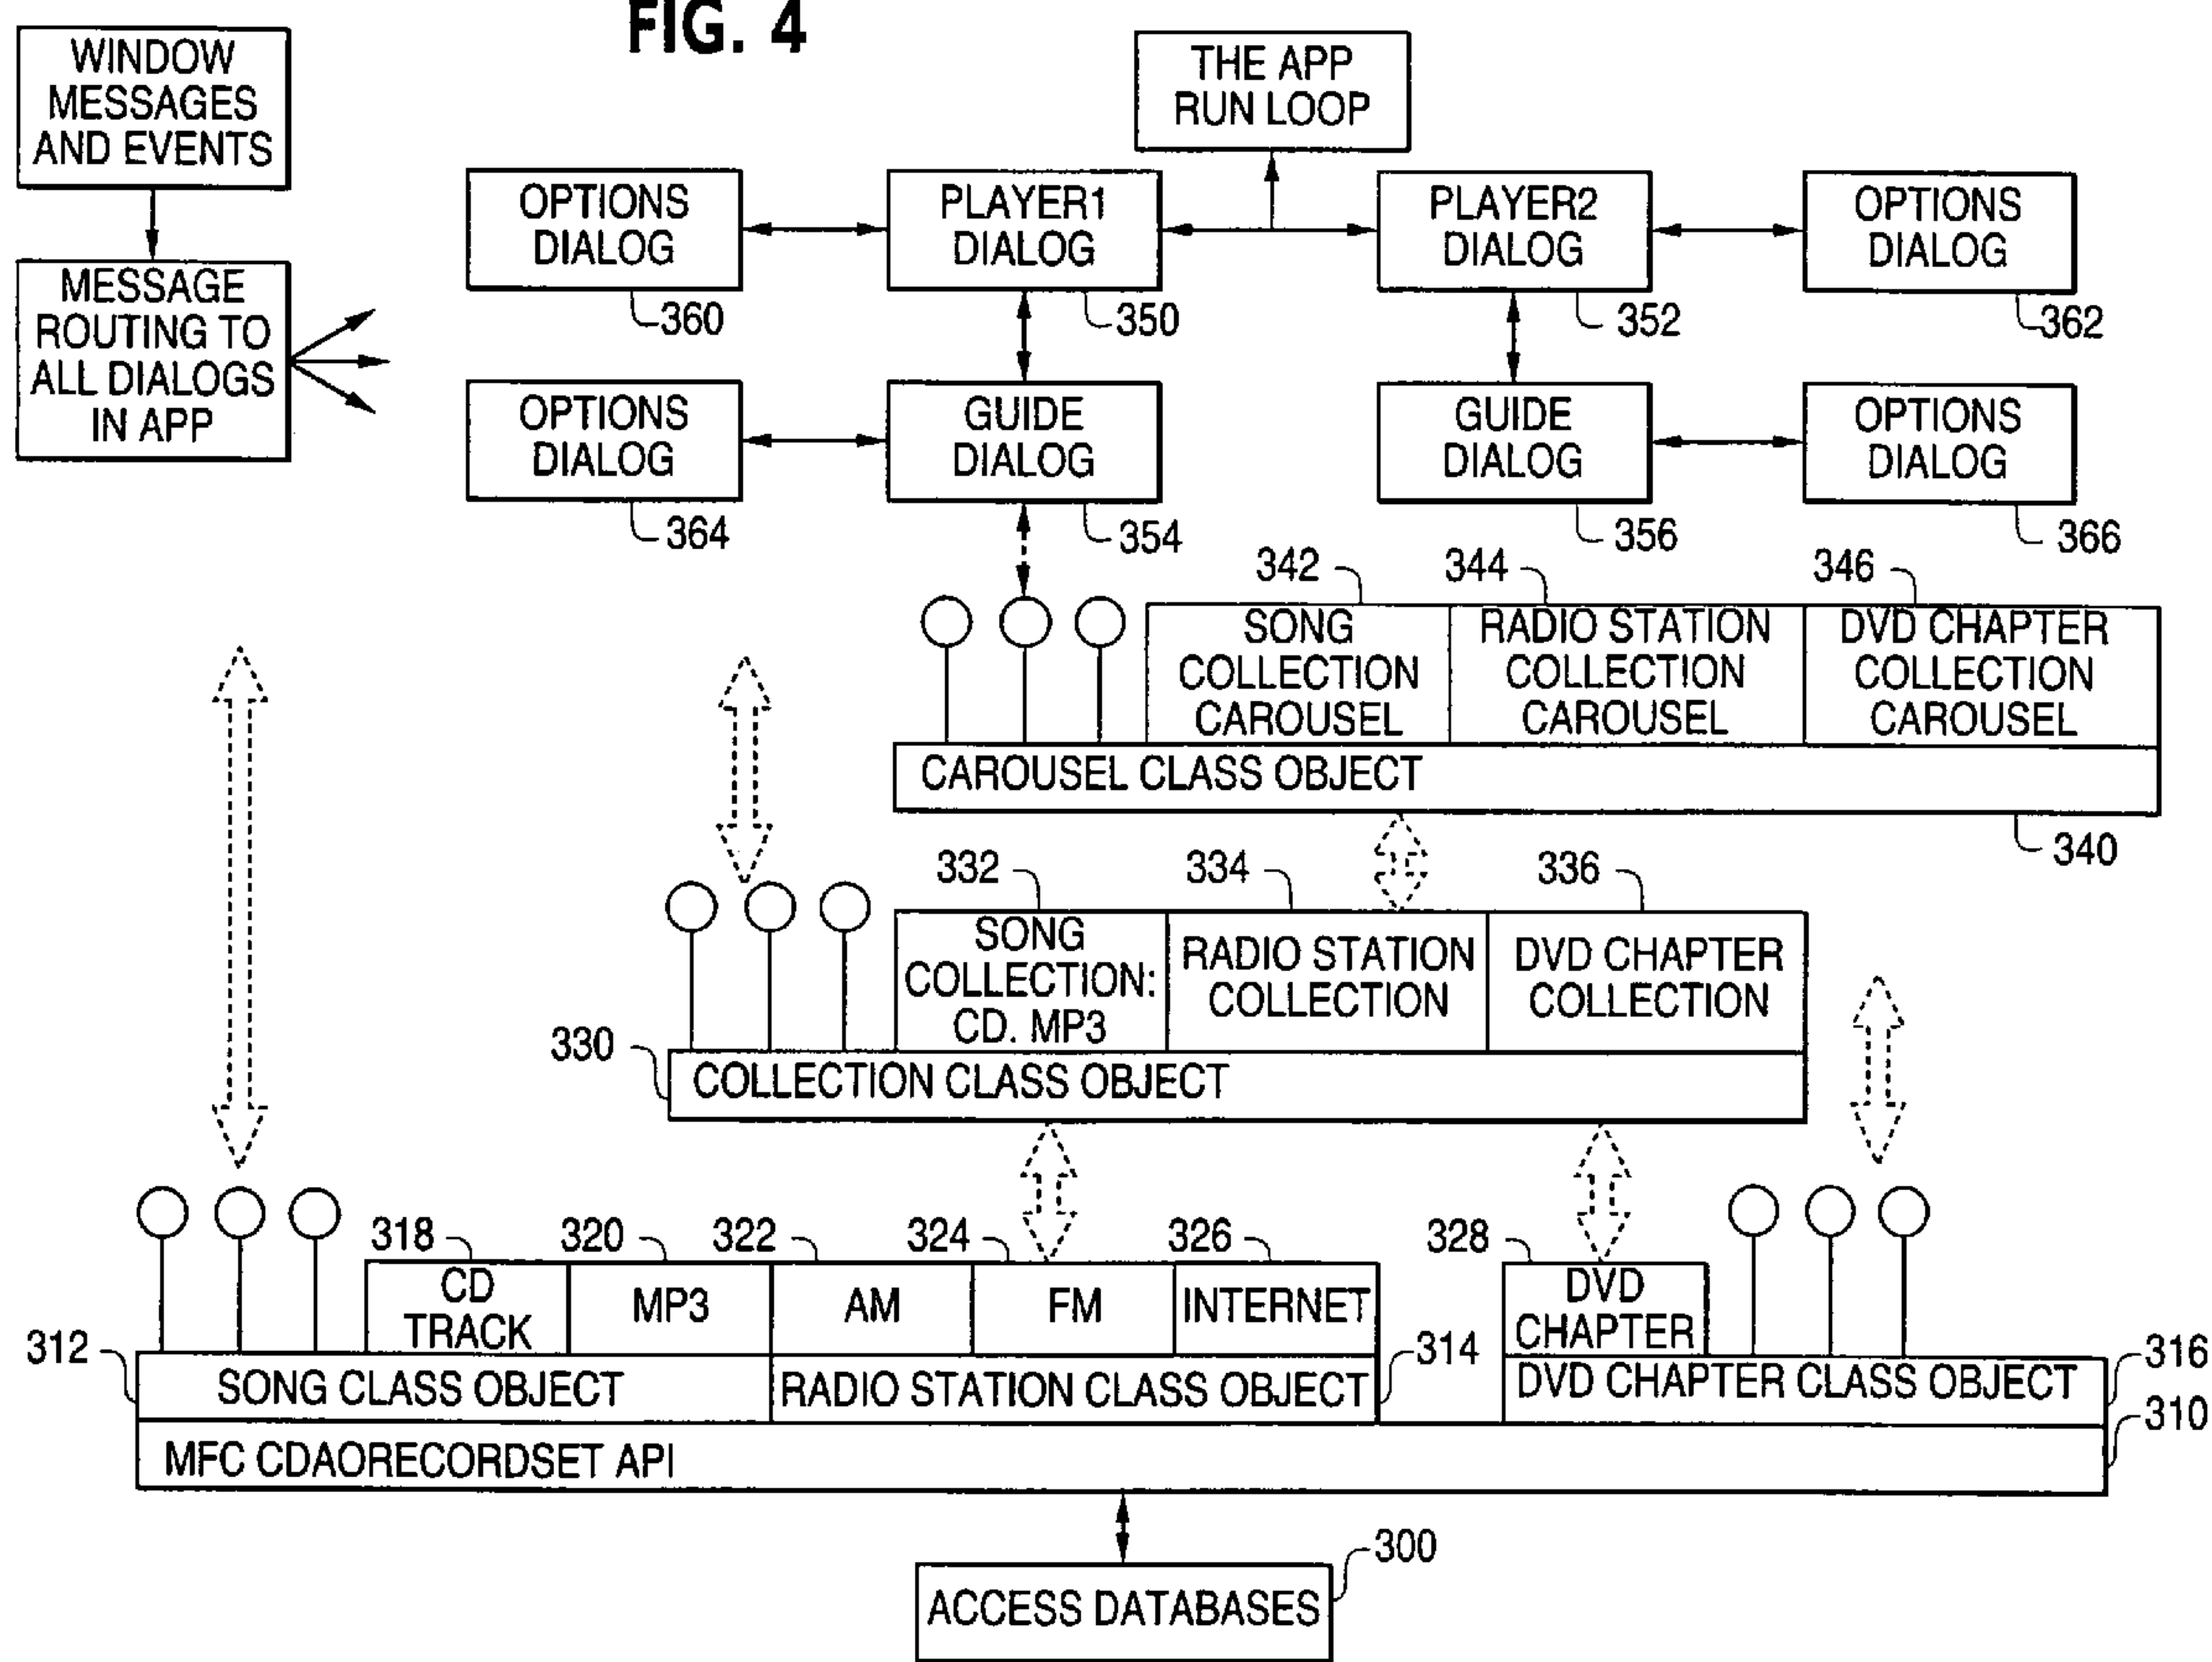 FIG. 4
WINDOW
MESSAGES
AND EVENTS
THE APP
RUN LOOP
MESSAGE
ROUTING TO
ALL DIALOGS
IN APP
OPTIONS
DIALOG
360
PLAYER1
DIALOG
350
PLAYER2
DIALOG
352
OPTIONS
DIALOG
362
OPTIONS
DIALOG
364
GUIDE
DIALOG
354
GUIDE
DIALOG
356
OPTIONS
DIALOG
366
342
344
346
SONG
COLLECTION
CAROUSEL
RADIO STATION
COLLECTION
CAROUSEL
DVD CHAPTER
COLLECTION
CAROUSEL
CAROUSEL CLASS OBJECT
340
332
334
336
SONG
COLLECTION:
CD. MP3
RADIO STATION
COLLECTION
DVD CHAPTER
COLLECTION
330
COLLECTION CLASS OBJECT
318
320
322
324
326
328
CD
TRACK
MP3
AM
FM
INTERNET
DVD
CHAPTER
312
SONG CLASS OBJECT
RADIO STATION CLASS OBJECT
314
DVD CHAPTER CLASS OBJECT
316
310
MFC CDAORECORDSET API
300
ACCESS DATABASES